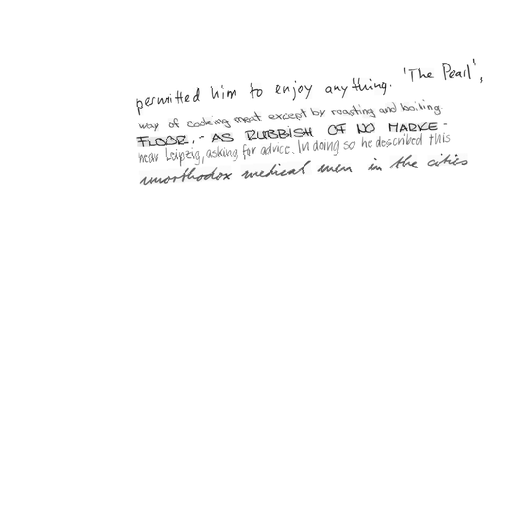 permitted him to enjoy anything. 'The Pearl',
way of cooking meat except by roasting and boiling
FLOOR, - AS RUBBISH OF NO MARKE -
near Leipzig, asking for advice. In doing so he described this
unorthodox medical men in the cities